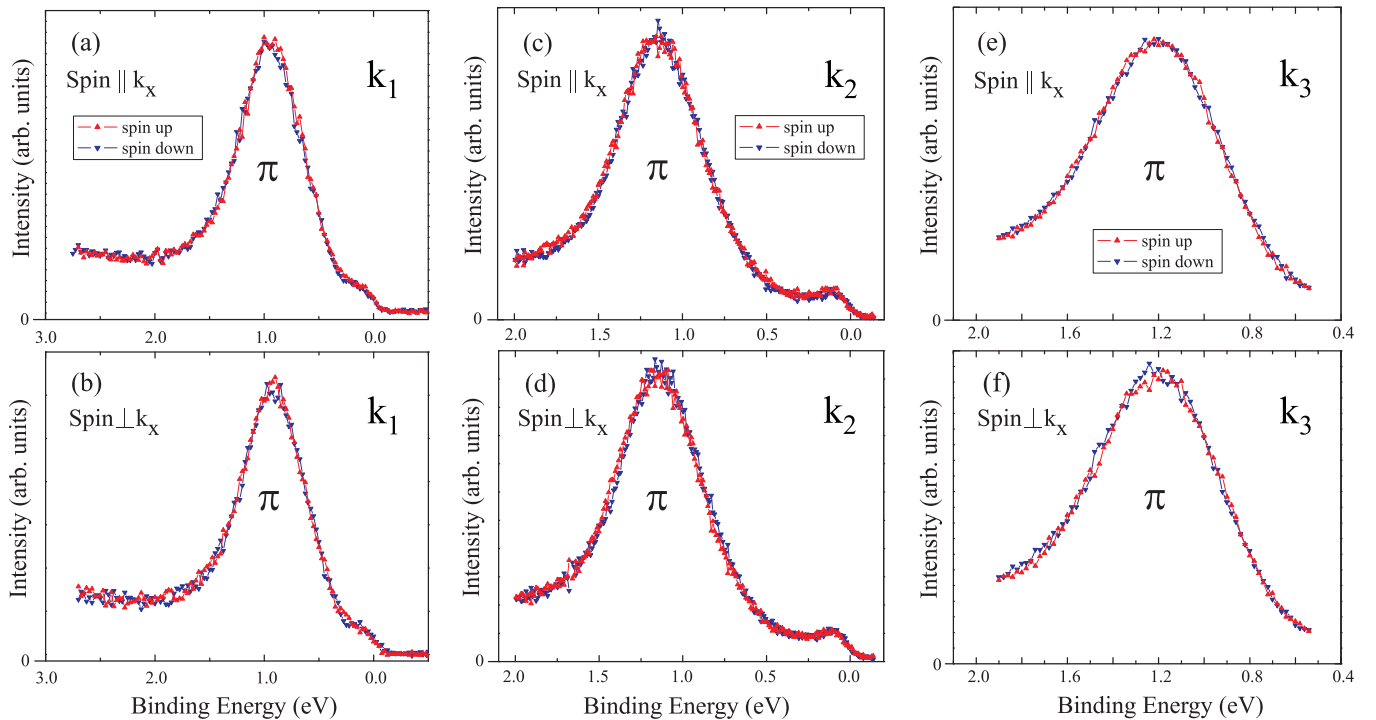 (a)
Spin || kx
k1
spin up
spin down
π
Intensity (arb. units)
0
3.0 2.0 1.0 0.0
(c)
Spin || kx
k2
spin up
spin down
π
Intensity (arb. units)
0
2.0 1.5 1.0 0.5 0.0
(e)
Spin || kx
k3
π
spin up
spin down
Intensity (arb. units)
0
2.0 1.6 1.2 0.8 0.4
(b)
Spin⊥kx
k1
π
Intensity (arb. units)
0
3.0 2.0 1.0 0.0
Binding Energy (eV)
(d)
Spin⊥kx
k2
π
Intensity (arb. units)
0
2.0 1.5 1.0 0.5 0.0
Binding Energy (eV)
(f)
Spin⊥kx
k3
π
Intensity (arb. units)
0
2.0 1.6 1.2 0.8 0.4
Binding Energy (eV)